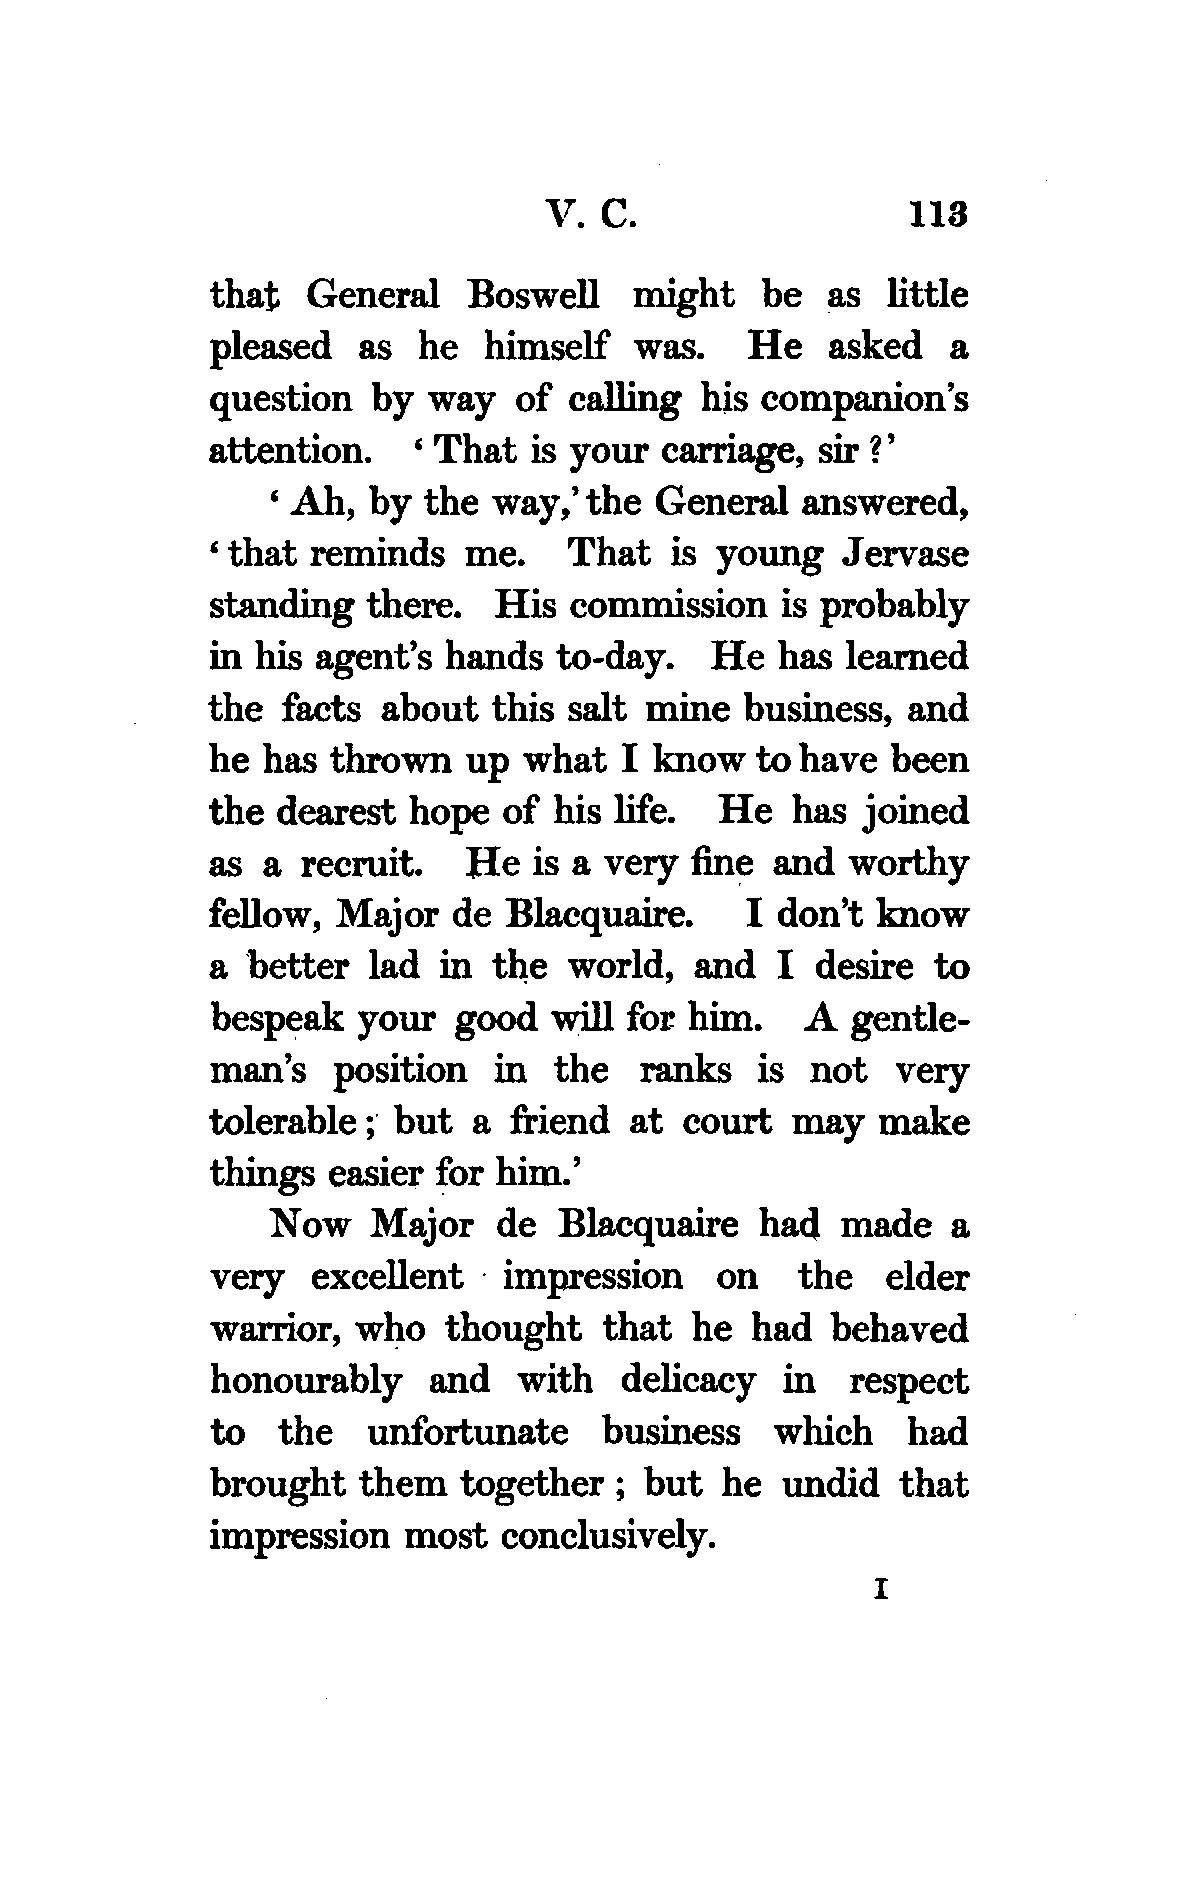 V. C. 113
that General Boswell might be as little
pleased as he himself was. He asked a
question by way of calling his companion's
attention. ‘ That is your carriage, sir ?’
‘ Ah, by the way,’ the General answered,
‘ that reminds me. That is young Jervase
standing there. His commission is probably
in his agent's hands to-day. He has learned
the facts about this salt mine business, and
he has thrown up what I know to have been
the dearest hope of his life. He has joined
as a recruit. He is a very fine and worthy
fellow, Major de Blacquaire. I don't know
a better lad in the world, and I desire to
bespeak your good will for him. A gentle-
man's position in the ranks is not very
tolerable ; but a friend at court may make
things easier for him.’
Now Major de Blacquaire had made a
very excellent impression on the elder
warrior, who thought that he had behaved
honourably and with delicacy in respect
to the unfortunate business which had
brought them together ; but he undid that
impression most conclusively.
I